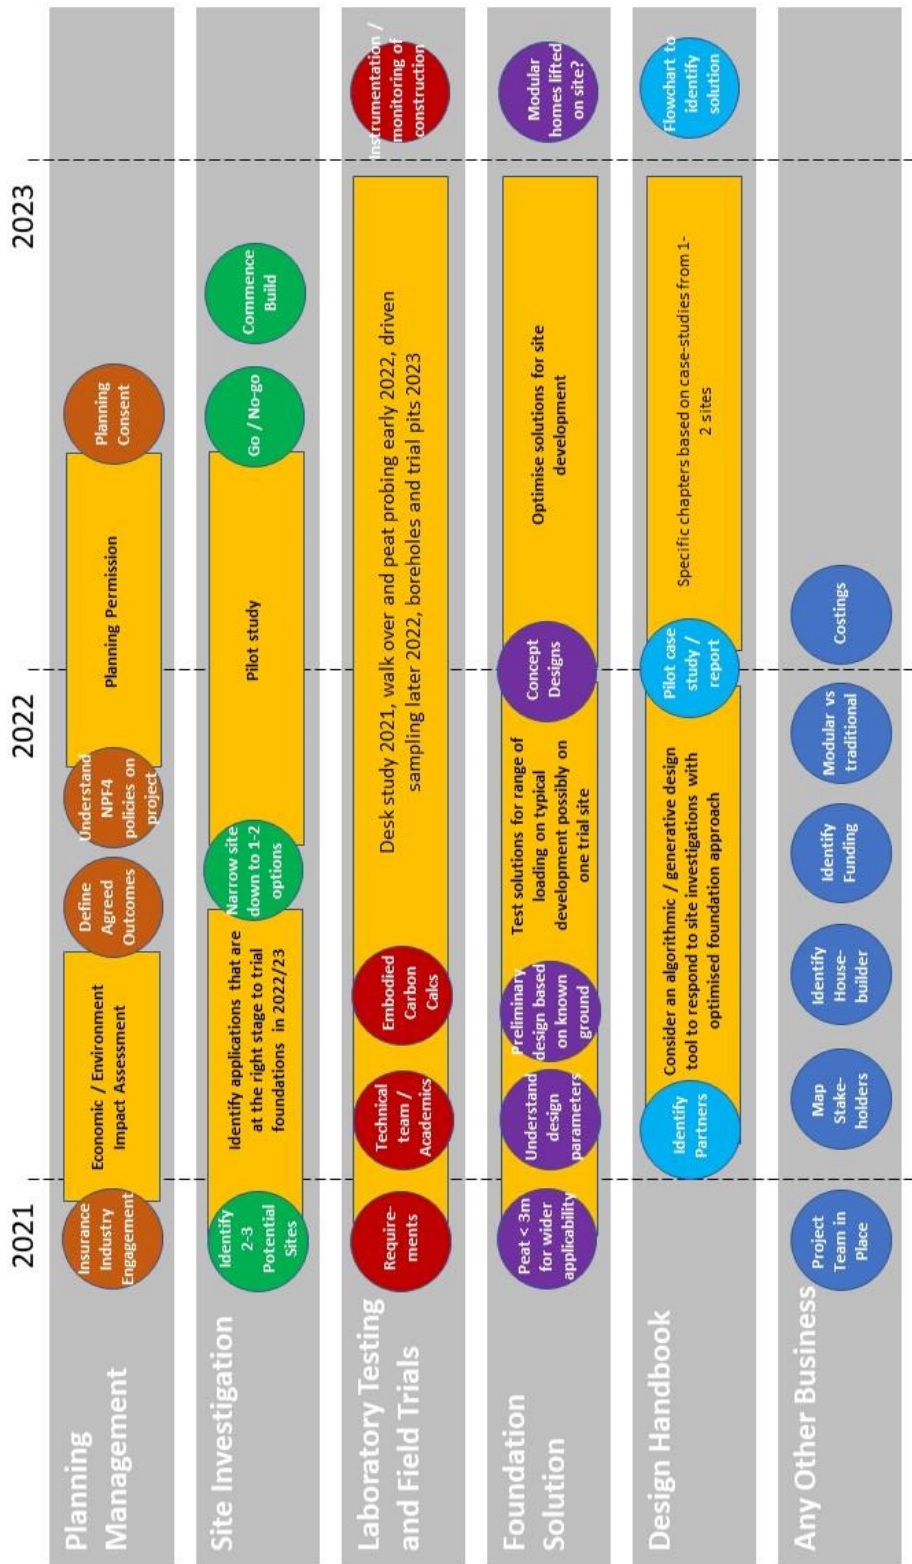 2021
2022
2023
Planning
Management
Insurance
Industry
Engagement
Economic / Environment
Impact Assessment
Define
Agreed
Outcomes
Understand
NPF4
policies on
project
Planning Permission
Planning
Consent
Site Investigation
Identify
2-3
Potential
Sites
Identify applications that are
at the right stage to trial
foundations in 2022/23
Narrow site
down to 1-2
options
Pilot study
Go / No-go
Commence
Build
Laboratory Testing
and Field Trials
Require-
ments
Technical
team /
Academics
Embodied
Carbon
Calcs
Desk study 2021, walk over and peat probing early 2022, driven
sampling later 2022, boreholes and trial pits 2023
Instrumentation /
monitoring of
construction
Foundation
Solution
Peat < 3m
for wider
applicability
Understand
design
parameters
Preliminary
design based
on known
ground
Test solutions for range of
loading on typical
development possibly on
one trial site
Concept
Designs
Optimise solutions for site
development
Modular
homes lifted
on site?
Design Handbook
Identify
Partners
Consider an algorithmic / generative design
tool to respond to site investigations with
optimised foundation approach
Pilot case
study /
report
Specific chapters based on case-studies from 1-
2 sites
Flowchart to
identify
solution
Any Other Business
Project
Team in
Place
Map
Stake-
holders
Identify
House-
builder
Identify
Funding
Modular vs
traditional
Costings